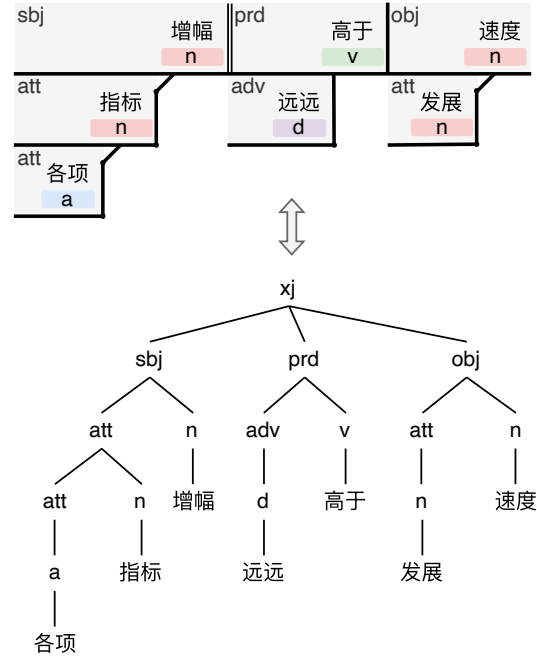 sbj prd obj
增幅 高于 速度
n v n
att adv att
指标 远远 发展
n d n
att
各项
a
xj
sbj prd obj
att n adv v att n
att n 增幅 d 高于 n 速度
a 指标 远远 发展
各项